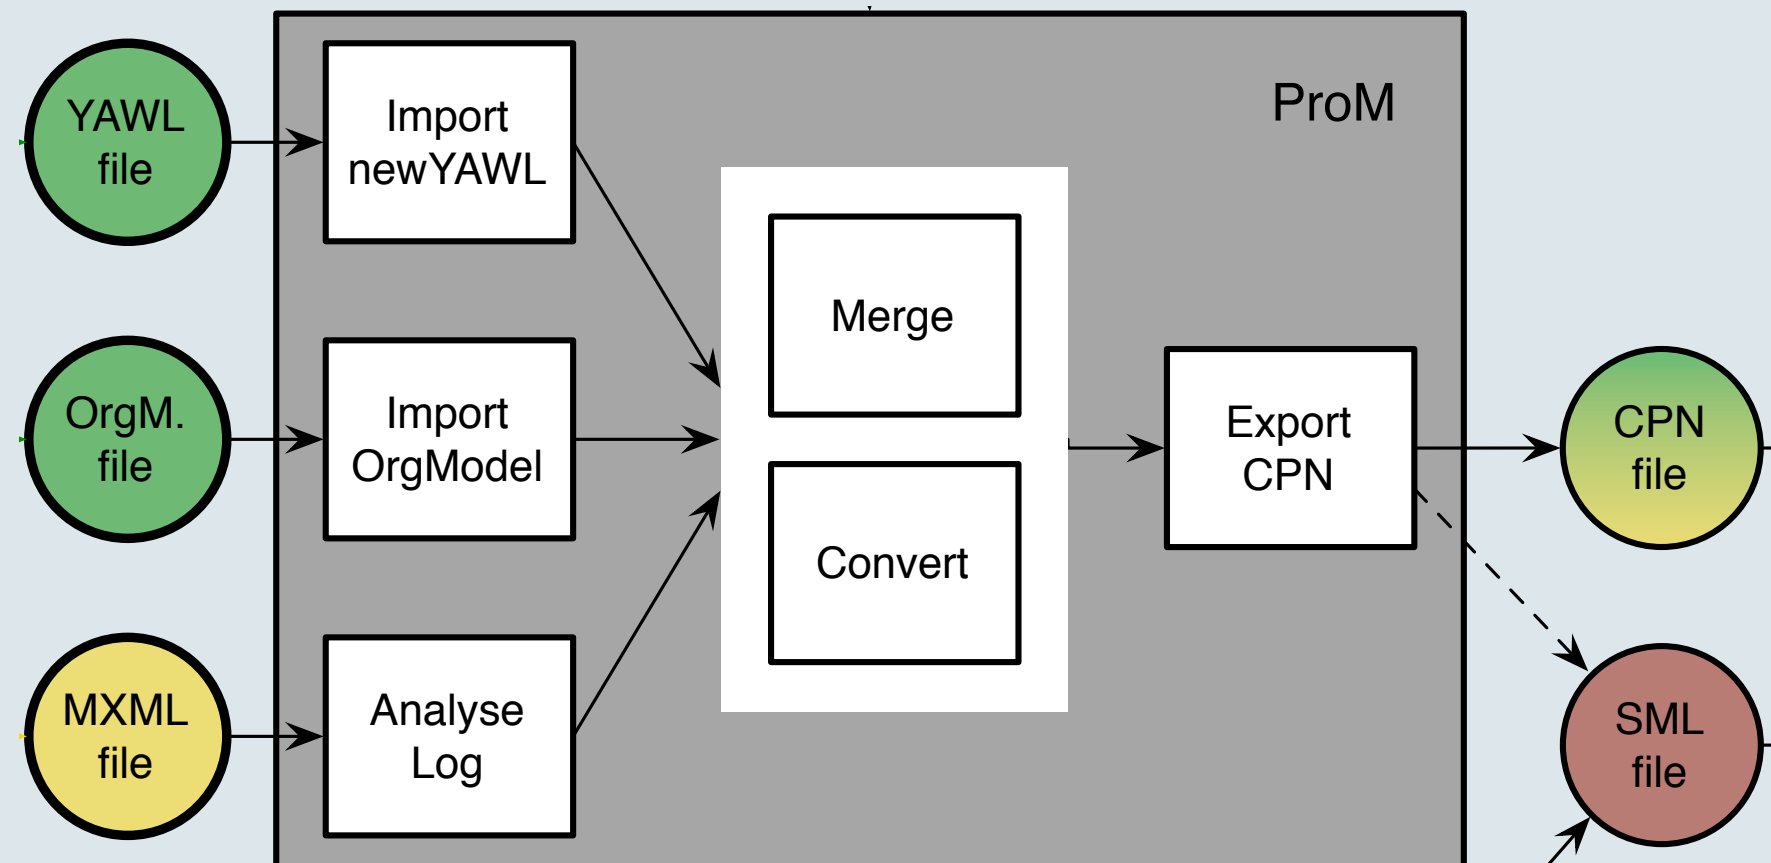 YAWL
file
Import
newYAWL
ProM
Merge
OrgM.
file
Import
OrgModel
Export
CPN
CPN
file
Convert
MXML
file
Analyse
Log
SML
file